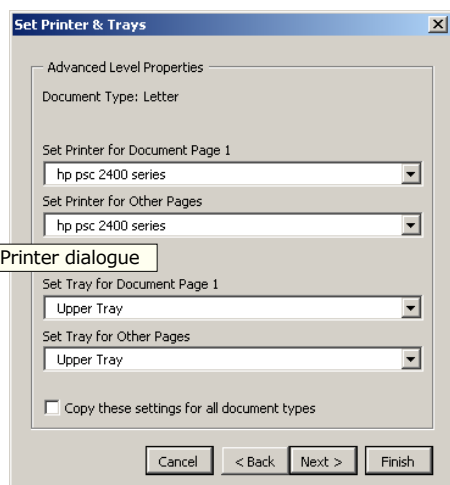 Set Printer & Trays
Advanced Level Properties
Document Type: Letter
Set Printer for Document Page 1
hp psc 2400 series
Set Printer for Other Pages
hp psc 2400 series
Printer dialogue
Set Tray for Document Page 1
Upper Tray
Set Tray for Other Pages
Upper Tray
Copy these settings for all document types
Cancel < Back Next > Finish